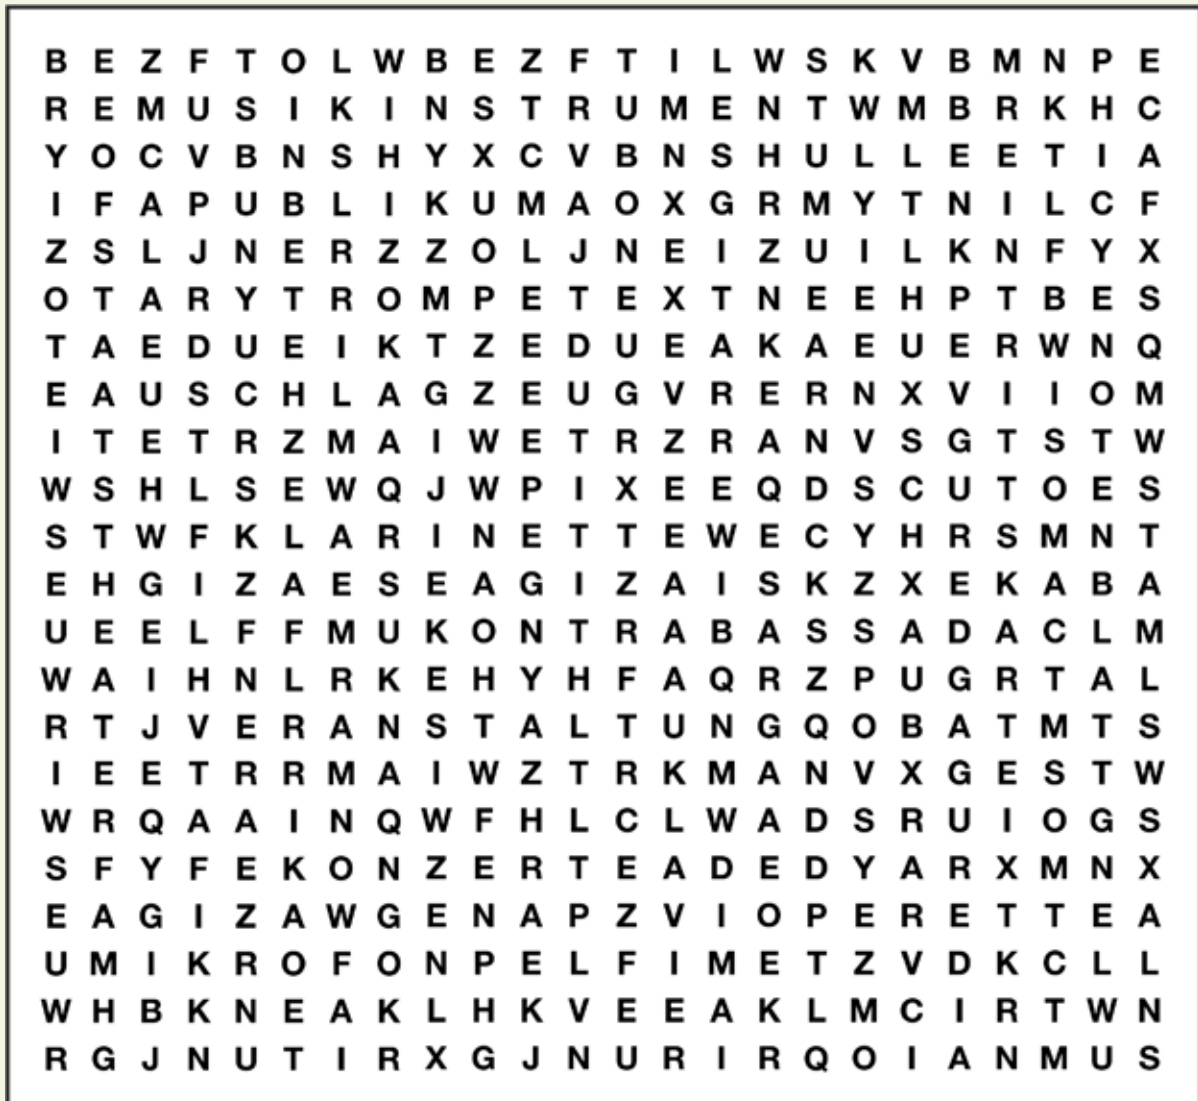 B E Z F T O L W B E Z F T I L W S K V B M N P E
R E M U S I K I N S T R U M E N T W M B R K H C
Y O C V B N S H Y X C V B N S H U L L E E T I A
I F A P U B L I K U M A O X G R M Y T N I L C F
Z S L J N E R Z Z O L J N E I Z U I L K N F Y X
O T A R Y T R O M P E T E X T N E E H P T B E S
T A E D U E I K T Z E D U E A K A E U E R W N Q
E A U S C H L A G Z E U G V R E R N X V I I O M
I T E T R Z M A I W E T R Z R A N V S G T S T W
W S H L S E W Q J W P I X E E Q D S C U T O E S
S T W F K L A R I N E T T E W E C Y H R S M N T
E H G I Z A E S E A G I Z A I S K Z X E K A B A
U E E L F F M U K O N T R A B A S S A D A C L M
W A I H N L R K E H Y H F A Q R Z P U G R T A L
R T J V E R A N S T A L T U N G Q O B A T M T S
I E E T R R M A I W Z T R K M A N V X G E S T W
W R Q A A I N Q W F H L C L W A D S R U I O G S
S F Y F E K O N Z E R T E A D E D Y A R X M N X
E A G I Z A W G E N A P Z V I O P E R E T T E A
U M I K R O F O N P E L F I M E T Z V D K C L L
W H B K N E A K L H K V E E A K L M C I R T W N
R G J N U T I R X G J N U R I R Q O I A N M U S